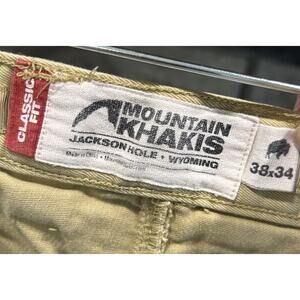 CLASSIC
FIT
MOUNTAIN
KHAKIS
JACKSON HOLE • WYOMING
38x34